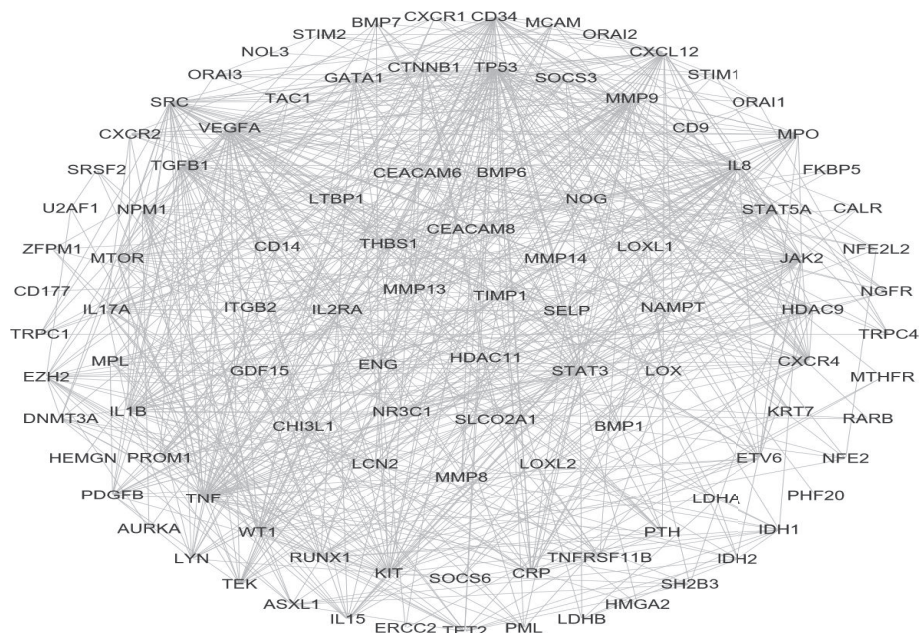 CXCR1 CD34
BMP7 MCAM
STIM2 ORAI2
NOL3 CTNNB1 TP53 CXCL12
ORAI3 GATA1 SOCS3 STIM1
SRC TAC1 MMP9 ORAI1
CXCR2 VEGFA CD9 MPO
SRSF2 TGFB1 CEACAM6 BMP6 IL8 FKBP5
U2AF1 NPM1 LTBP1 NOG STAT5A CALR
ZFPM1 MTOR CD14 THBS1 CEACAM8 MMP14 LOXL1 JAK2 NFE2L2
CD177 IL17A ITGB2 IL2RA MMP13 TIMP1 SELP NAMPT HDAC9 NGFR
TRPC1 TRPC4
EZH2 MPL GDF15 ENG HDAC11 STAT3 LOX CXCR4 MTHFR
DNMT3A IL1B CHI3L1 NR3C1 SLCO2A1 BMP1 KRT7 RARB
HEMGN PROM1 LCN2 MMP8 LOXL2 ETV6 NFE2
PDGFB TNF LDHA PHF20
AURKA WT1 PTH IDH1
LYN RUNX1 KIT SOCS6 CRP TNFRSF11B IDH2
TEK SH2B3
ASXL1 IL15 ERCC2 TET2 PML LDHB HMGA2